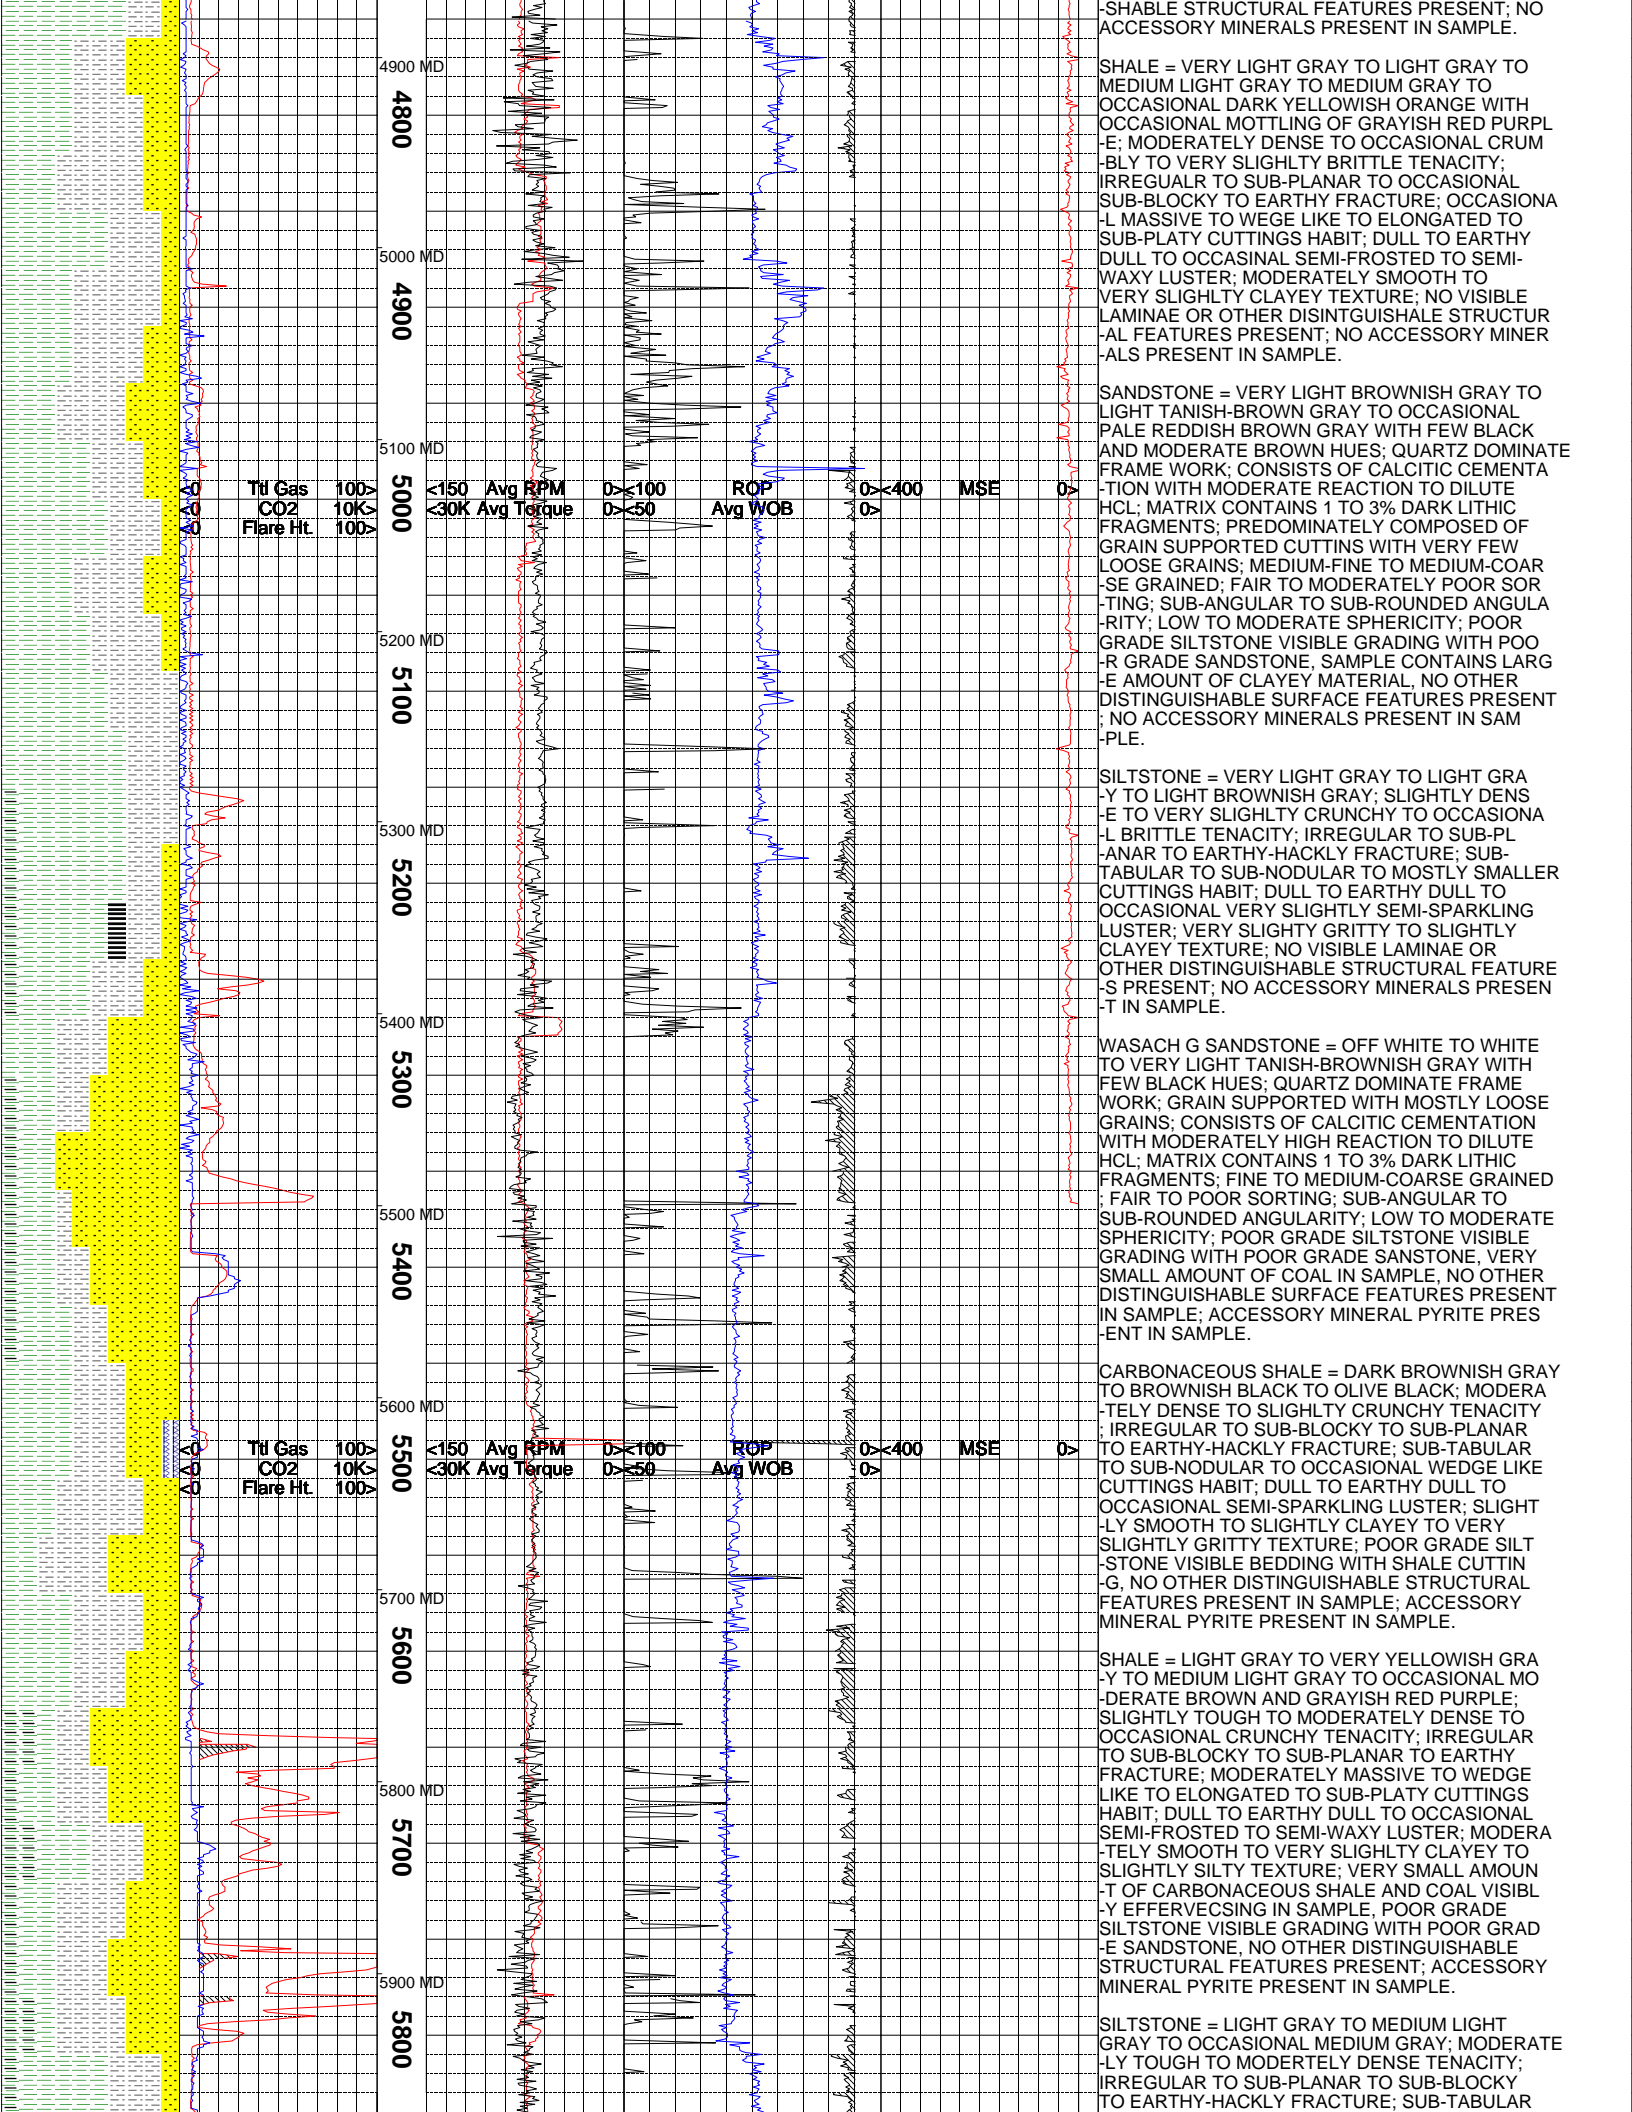 -SHABLE STRUCTURAL FEATURES PRESENT; NO
ACCESSORY MINERALS PRESENT IN SAMPLE.
SHALE = VERY LIGHT GRAY TO LIGHT GRAY TO
MEDIUM LIGHT GRAY TO MEDIUM GRAY TO
OCCASIONAL DARK YELLOWISH ORANGE WITH
OCCASIONAL MOTTLING OF GRAYISH RED PURPL
-E; MODERATELY DENSE TO OCCASIONAL CRUM
-BLY TO VERY SLIGHLTY BRITTLE TENACITY;
IRREGUALR TO SUB-PLANAR TO OCCASIONAL
SUB-BLOCKY TO EARTHY FRACTURE; OCCASIONA
-L MASSIVE TO WEGE LIKE TO ELONGATED TO
SUB-PLATY CUTTINGS HABIT; DULL TO EARTHY
DULL TO OCCASINAL SEMI-FROSTED TO SEMI-
WAXY LUSTER; MODERATELY SMOOTH TO
VERY SLIGHLTY CLAYEY TEXTURE; NO VISIBLE
LAMINAE OR OTHER DISINTGUISHALE STRUCTUR
-AL FEATURES PRESENT; NO ACCESSORY MINER
-ALS PRESENT IN SAMPLE.
SANDSTONE = VERY LIGHT BROWNISH GRAY TO
LIGHT TANISH-BROWN GRAY TO OCCASIONAL
PALE REDDISH BROWN GRAY WITH FEW BLACK
AND MODERATE BROWN HUES; QUARTZ DOMINATE
FRAME WORK; CONSISTS OF CALCITIC CEMENTA
-TION WITH MODERATE REACTION TO DILUTE
HCL; MATRIX CONTAINS 1 TO 3% DARK LITHIC
FRAGMENTS; PREDOMINATELY COMPOSED OF
GRAIN SUPPORTED CUTTINS WITH VERY FEW
LOOSE GRAINS; MEDIUM-FINE TO MEDIUM-COAR
-SE GRAINED; FAIR TO MODERATELY POOR SOR
-TING; SUB-ANGULAR TO SUB-ROUNDED ANGULA
-RITY; LOW TO MODERATE SPHERICITY; POOR
GRADE SILTSTONE VISIBLE GRADING WITH POO
-R GRADE SANDSTONE, SAMPLE CONTAINS LARG
-E AMOUNT OF CLAYEY MATERIAL, NO OTHER
DISTINGUISHABLE SURFACE FEATURES PRESENT
; NO ACCESSORY MINERALS PRESENT IN SAM
-PLE.
SILTSTONE = VERY LIGHT GRAY TO LIGHT GRA
-Y TO LIGHT BROWNISH GRAY; SLIGHTLY DENS
-E TO VERY SLIGHLTY CRUNCHY TO OCCASIONA
-L BRITTLE TENACITY; IRREGULAR TO SUB-PL
-ANAR TO EARTHY-HACKLY FRACTURE; SUB-
TABULAR TO SUB-NODULAR TO MOSTLY SMALLER
CUTTINGS HABIT; DULL TO EARTHY DULL TO
OCCASIONAL VERY SLIGHTLY SEMI-SPARKLING
LUSTER; VERY SLIGHTY GRITTY TO SLIGHTLY
CLAYEY TEXTURE; NO VISIBLE LAMINAE OR
OTHER DISTINGUISHABLE STRUCTURAL FEATURE
-S PRESENT; NO ACCESSORY MINERALS PRESEN
-T IN SAMPLE.
WASACH G SANDSTONE = OFF WHITE TO WHITE
TO VERY LIGHT TANISH-BROWNISH GRAY WITH
FEW BLACK HUES; QUARTZ DOMINATE FRAME
WORK; GRAIN SUPPORTED WITH MOSTLY LOOSE
GRAINS; CONSISTS OF CALCITIC CEMENTATION
WITH MODERATELY HIGH REACTION TO DILUTE
HCL; MATRIX CONTAINS 1 TO 3% DARK LITHIC
FRAGMENTS; FINE TO MEDIUM-COARSE GRAINED
; FAIR TO POOR SORTING; SUB-ANGULAR TO
SUB-ROUNDED ANGULARITY; LOW TO MODERATE
SPHERICITY; POOR GRADE SILTSTONE VISIBLE
GRADING WITH POOR GRADE SANSTONE, VERY
SMALL AMOUNT OF COAL IN SAMPLE, NO OTHER
DISTINGUISHABLE SURFACE FEATURES PRESENT
IN SAMPLE; ACCESSORY MINERAL PYRITE PRES
-ENT IN SAMPLE.
CARBONACEOUS SHALE = DARK BROWNISH GRAY
TO BROWNISH BLACK TO OLIVE BLACK; MODERA
-TELY DENSE TO SLIGHLTY CRUNCHY TENACITY
; IRREGULAR TO SUB-BLOCKY TO SUB-PLANAR
TO EARTHY-HACKLY FRACTURE; SUB-TABULAR
TO SUB-NODULAR TO OCCASIONAL WEDGE LIKE
CUTTINGS HABIT; DULL TO EARTHY DULL TO
OCCASIONAL SEMI-SPARKLING LUSTER; SLIGHT
-LY SMOOTH TO SLIGHTLY CLAYEY TO VERY
SLIGHTLY GRITTY TEXTURE; POOR GRADE SILT
-STONE VISIBLE BEDDING WITH SHALE CUTTIN
-G, NO OTHER DISTINGUISHABLE STRUCTURAL
FEATURES PRESENT IN SAMPLE; ACCESSORY
MINERAL PYRITE PRESENT IN SAMPLE.
SHALE = LIGHT GRAY TO VERY YELLOWISH GRA
-Y TO MEDIUM LIGHT GRAY TO OCCASIONAL MO
-DERATE BROWN AND GRAYISH RED PURPLE;
SLIGHTLY TOUGH TO MODERATELY DENSE TO
OCCASIONAL CRUNCHY TENACITY; IRREGULAR
TO SUB-BLOCKY TO SUB-PLANAR TO EARTHY
FRACTURE; MODERATELY MASSIVE TO WEDGE
LIKE TO ELONGATED TO SUB-PLATY CUTTINGS
HABIT; DULL TO EARTHY DULL TO OCCASIONAL
SEMI-FROSTED TO SEMI-WAXY LUSTER; MODERA
-TELY SMOOTH TO VERY SLIGHLTY CLAYEY TO
SLIGHTLY SILTY TEXTURE; VERY SMALL AMOUN
-T OF CARBONACEOUS SHALE AND COAL VISIBL
-Y EFFERVECSING IN SAMPLE, POOR GRADE
SILTSTONE VISIBLE GRADING WITH POOR GRAD
-E SANDSTONE, NO OTHER DISTINGUISHABLE
STRUCTURAL FEATURES PRESENT; ACCESSORY
MINERAL PYRITE PRESENT IN SAMPLE.
SILTSTONE = LIGHT GRAY TO MEDIUM LIGHT
GRAY TO OCCASIONAL MEDIUM GRAY; MODERATE
-LY TOUGH TO MODERTELY DENSE TENACITY;
IRREGULAR TO SUB-PLANAR TO SUB-BLOCKY
TO EARTHY-HACKLY FRACTURE; SUB-TABULAR
4900 MD
4800
5000 MD
4900
5100 MD
<0 Ttl Gas 100> <150 Avg RPM 0> <100 ROP 0> <400 MSE 0>
<0 CO2 10K> <30K Avg Torque 0> <50 Avg WOB 0>
<0 Flare Ht. 100>
5000
5200 MD
5100
5300 MD
5200
5400 MD
5300
5500 MD
5400
5600 MD
<0 Ttl Gas 100> <150 Avg RPM 0> <100 ROP 0> <400 MSE 0>
<0 CO2 10K> <30K Avg Torque 0> <50 Avg WOB 0>
<0 Flare Ht. 100>
5500
5700 MD
5600
5800 MD
5700
5900 MD
5800